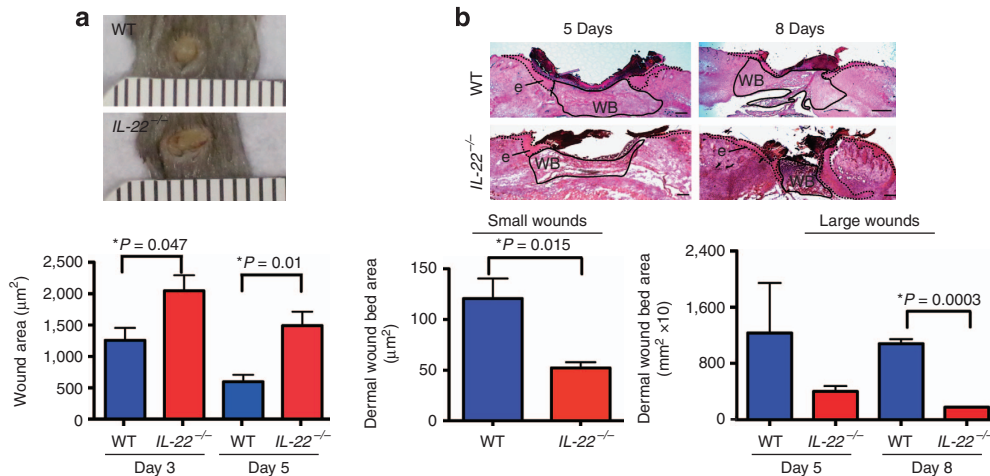 a
WT
IL-22⁻/⁻
Wound area (μm2)
2,500
2,000
1,500
1,000
500
0
*P = 0.047
*P = 0.01
WT IL-22⁻/⁻ WT IL-22⁻/⁻
Day 3 Day 5
b
5 Days 8 Days
WT
e
WB
WB
IL-22⁻/⁻
e
WB
e
WB
Small wounds
*P = 0.015
Dermal wound bed area
(μm2)
150
100
50
0
WT IL-22⁻/⁻
Large wounds
Dermal wound bed area
(mm2 ×10)
2,400
1,600
800
400
0
*P = 0.0003
WT IL-22⁻/⁻ WT IL-22⁻/⁻
Day 5 Day 8